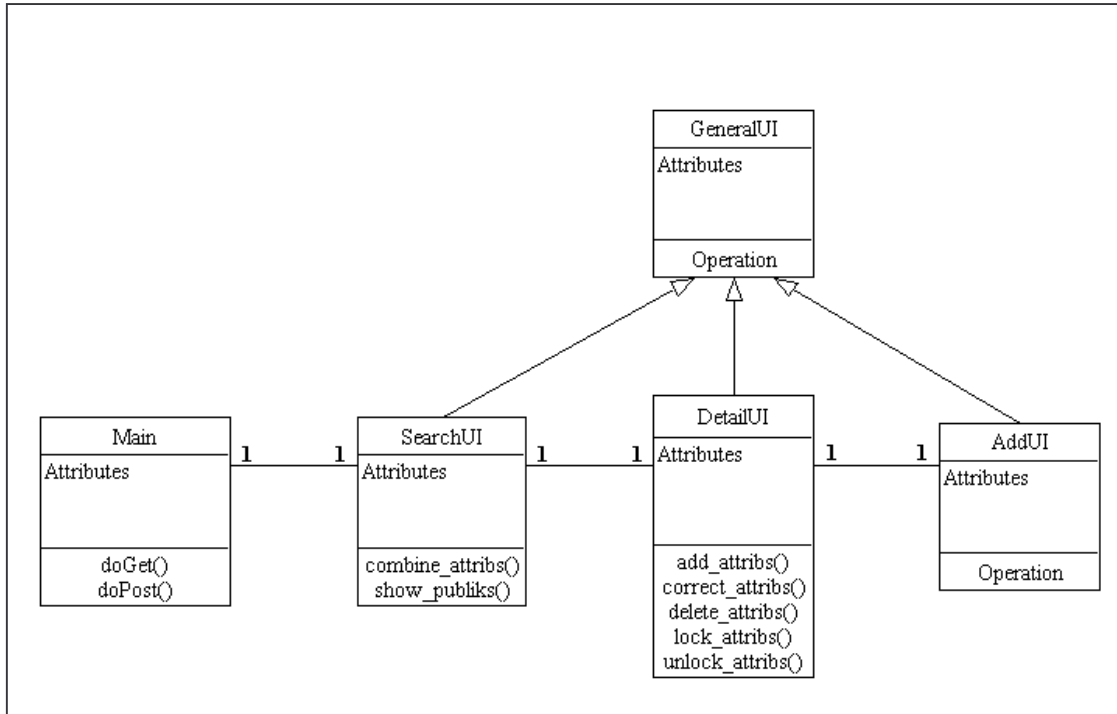 GeneralUI
Attributes
Operation
Main
Attributes
doGet()
doPost()
1 1
SearchUI
Attributes
combine_attribs()
show_publiks()
1 1
DetailUI
Attributes
add_attribs()
correct_attribs()
delete_attribs()
lock_attribs()
unlock_attribs()
1 1
AddUI
Attributes
Operation